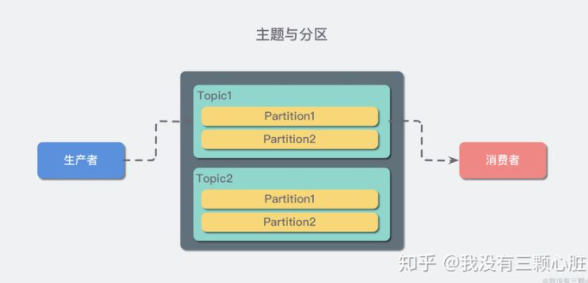 主题与分区
Topic1
Partition1
Partition2
生产者
消费者
Topic2
Partition1
Partition2
知乎 @我没有三颗心脏